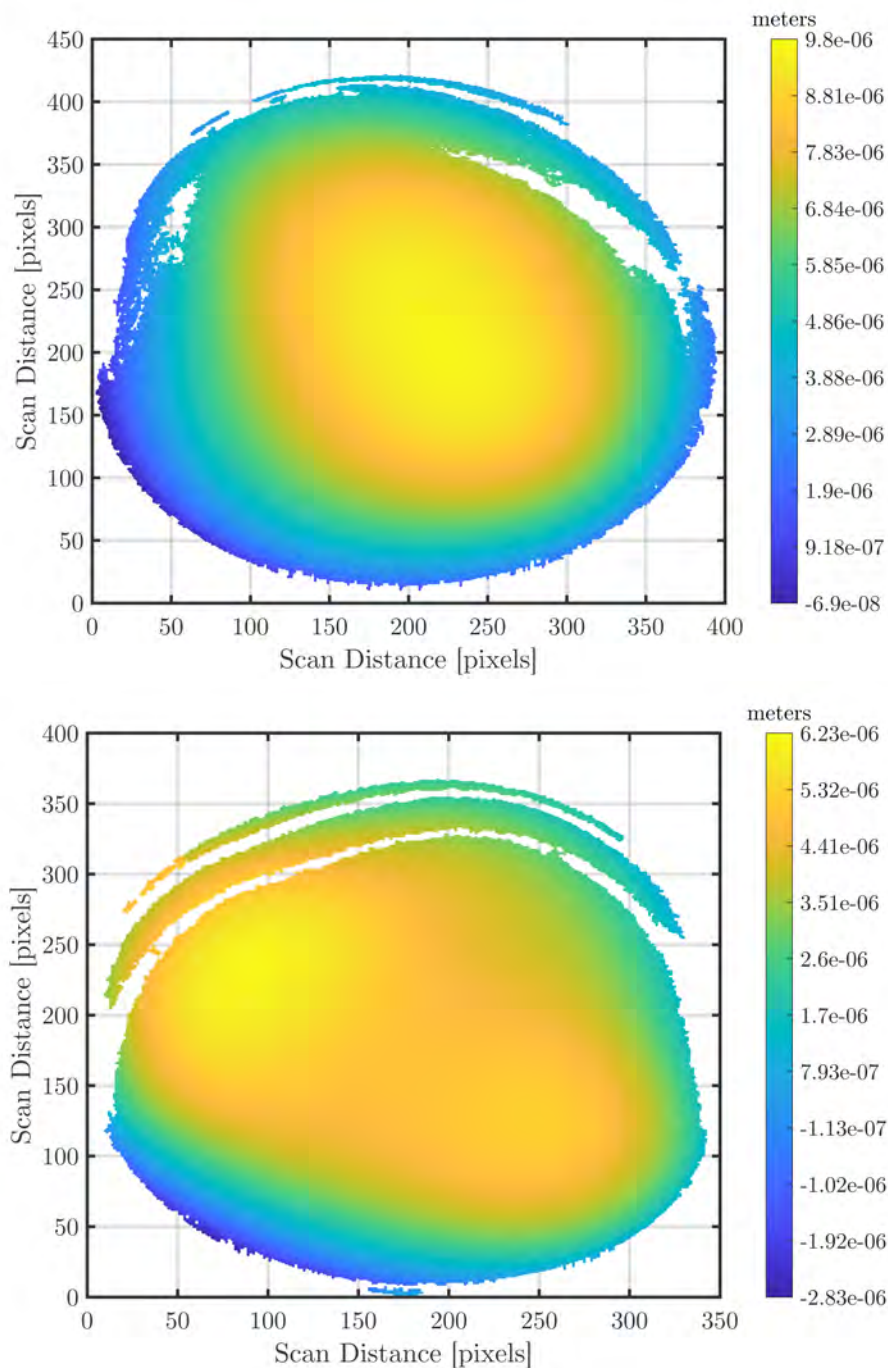 meters
450
400
350
300
250
200
150
100
50
0
Scan Distance [pixels]
0 50 100 150 200 250 300 350 400
Scan Distance [pixels]
9.8e-06
8.81e-06
7.83e-06
6.84e-06
5.85e-06
4.86e-06
3.88e-06
2.89e-06
1.9e-06
9.18e-07
-6.9e-08
meters
400
350
300
250
200
150
100
50
0
Scan Distance [pixels]
0 50 100 150 200 250 300 350
Scan Distance [pixels]
6.23e-06
5.32e-06
4.41e-06
3.51e-06
2.6e-06
1.7e-06
7.93e-07
-1.13e-07
-1.02e-06
-1.92e-06
-2.83e-06